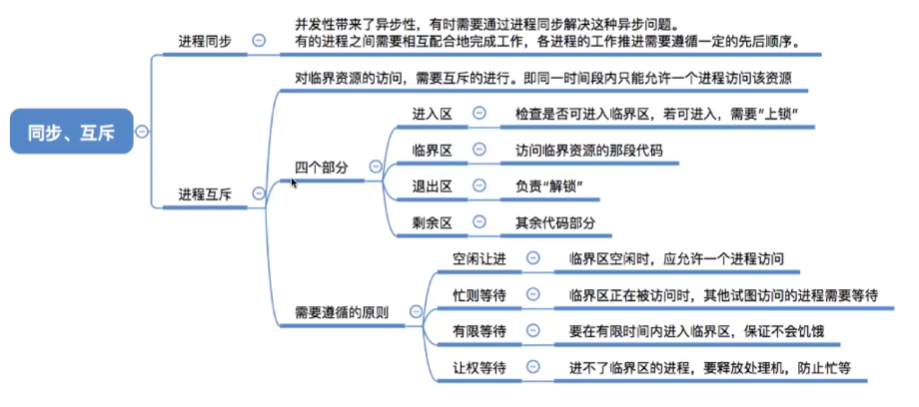 同步、互斥
进程同步
并发性带来了异步性，有时需要通过进程同步解决这种异步问题。
有的进程之间需要相互配合地完成工作，各进程的工作推进需要遵循一定的先后顺序。
进程互斥
对临界资源的访问，需要互斥的进行。即同一时间段内只能允许一个进程访问该资源
四个部分
进入区
检查是否可进入临界区，若可进入，需要“上锁”
临界区
访问临界资源的那段代码
退出区
负责“解锁”
剩余区
其余代码部分
需要遵循的原则
空闲让进
临界区空闲时，应允许一个进程访问
忙则等待
临界区正在被访问时，其他试图访问的进程需要等待
有限等待
要在有限时间内进入临界区，保证不会饥饿
让权等待
进不了临界区的进程，要释放处理机，防止忙等